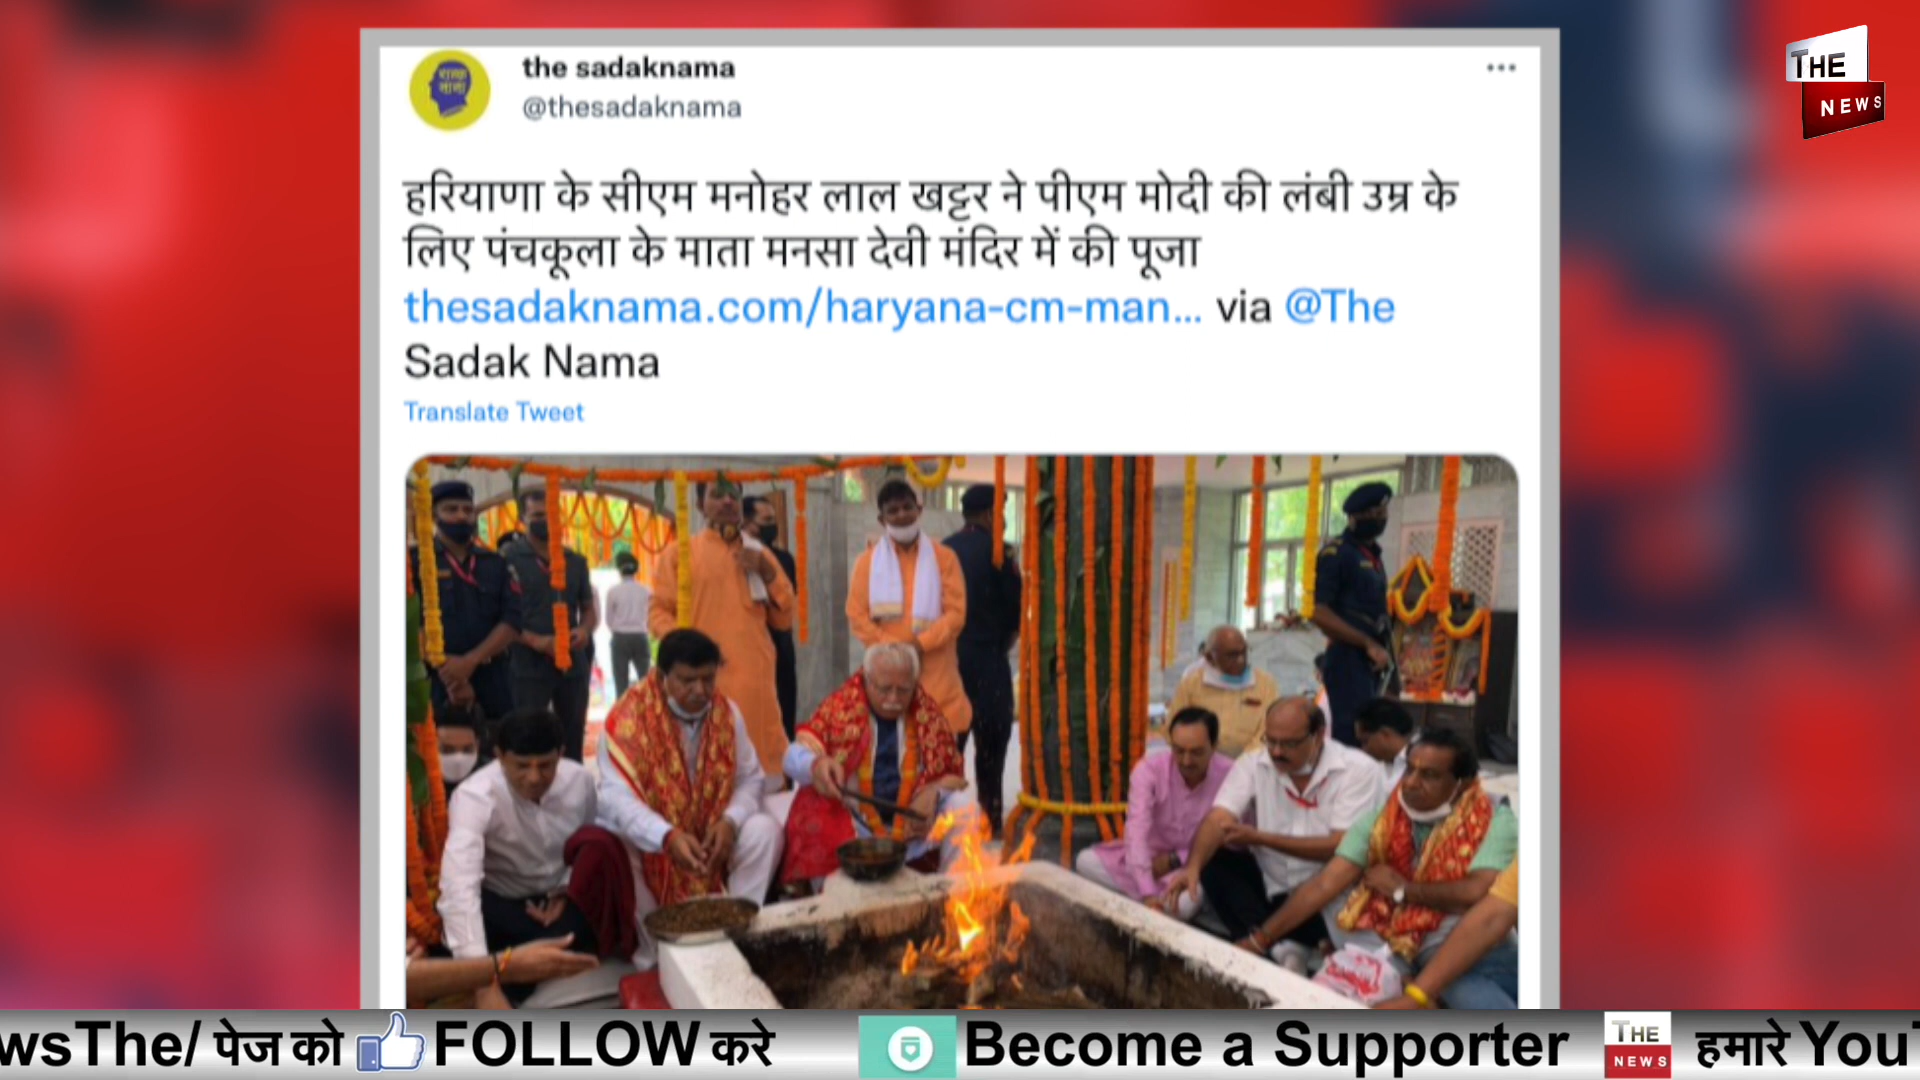 the sadaknama
@thesadaknama
हरियाणा के सीएम मनोहर लाल खट्टर ने पीएम मोदी की लंबी उम्र के
लिए पंचकूला के माता मनसा देवी मंदिर में की पूजा
thesadaknama.com/haryana-cm-man... via @The
Sadak Nama
Translate Tweet
THE
NEWS
wsThe/ पेज को FOLLOW करे Become a Supporter THE NEWS हमारे YouT